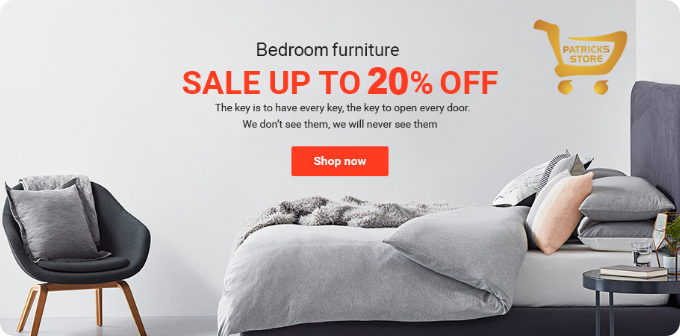 Bedroom furniture
SALE UP TO 20% OFF
The key is to have every key, the key to open every door.
We don't see them, we will never see them
Shop now
PATRICKS
STORE